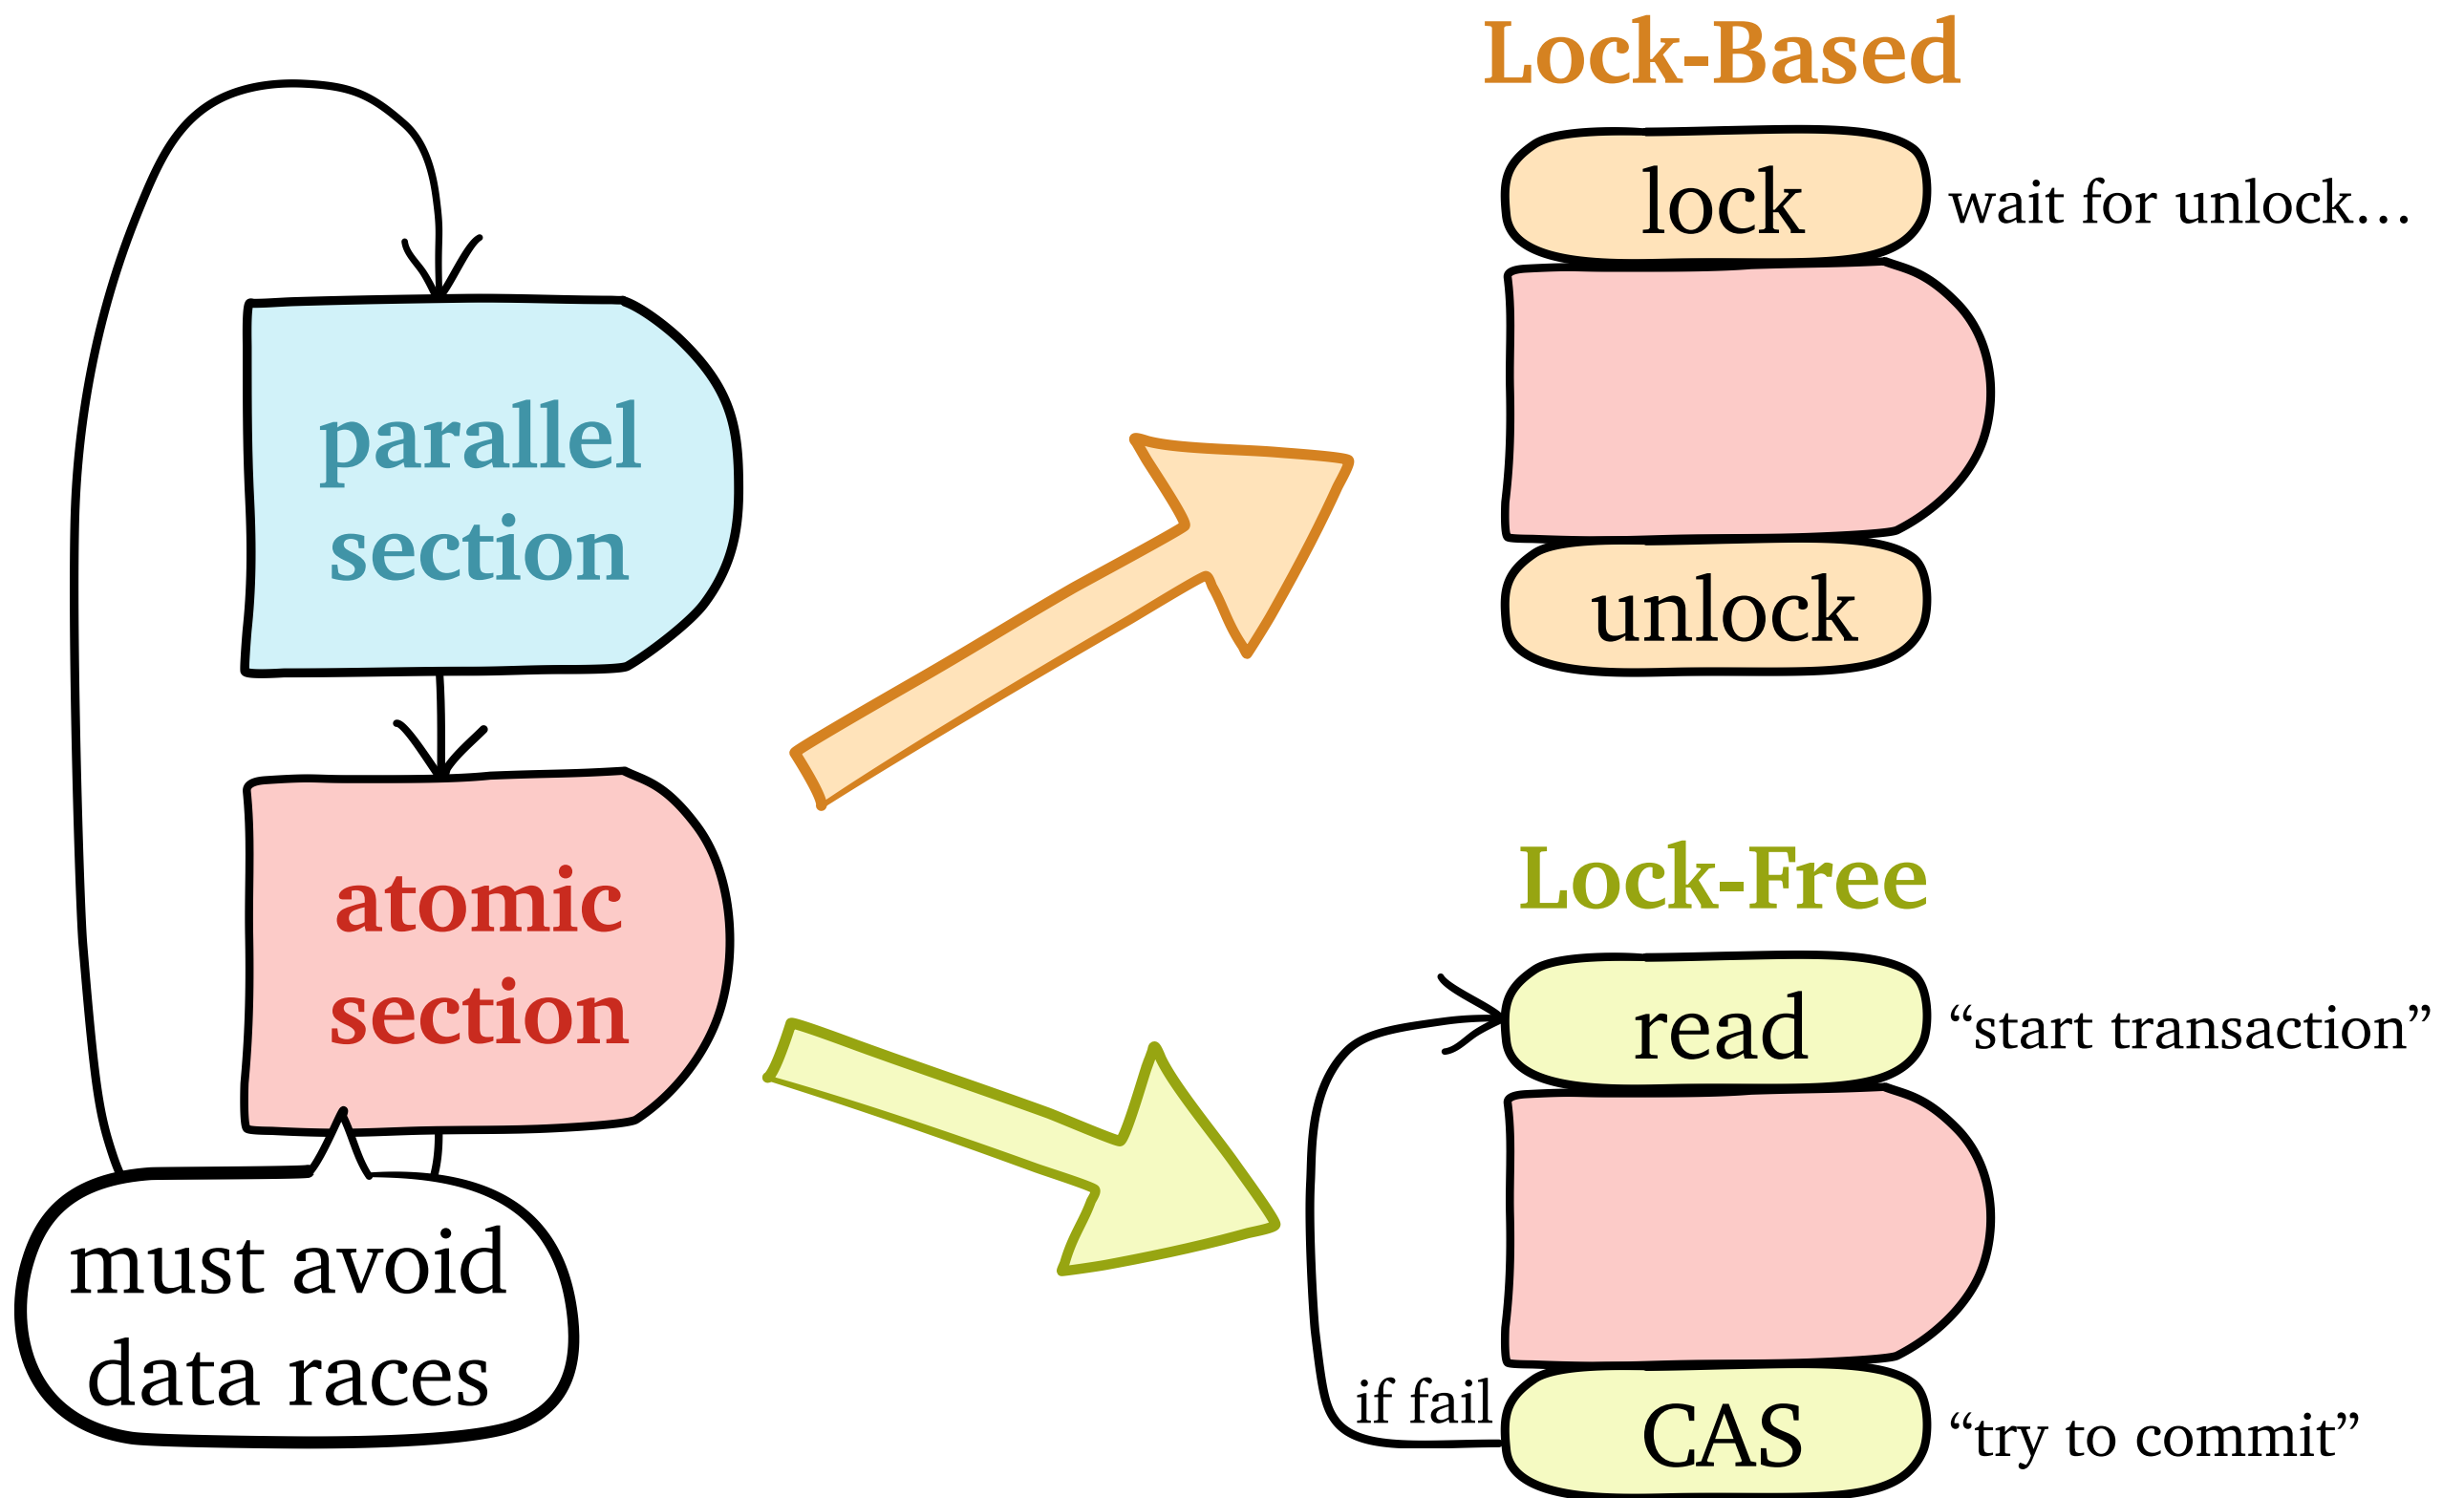 parallel
section
atomic
section
must avoid
data races
Lock-Based
lock
wait for unlock...
unlock
Lock-Free
read
“start transaction”
if fail
CAS
“try to commit”